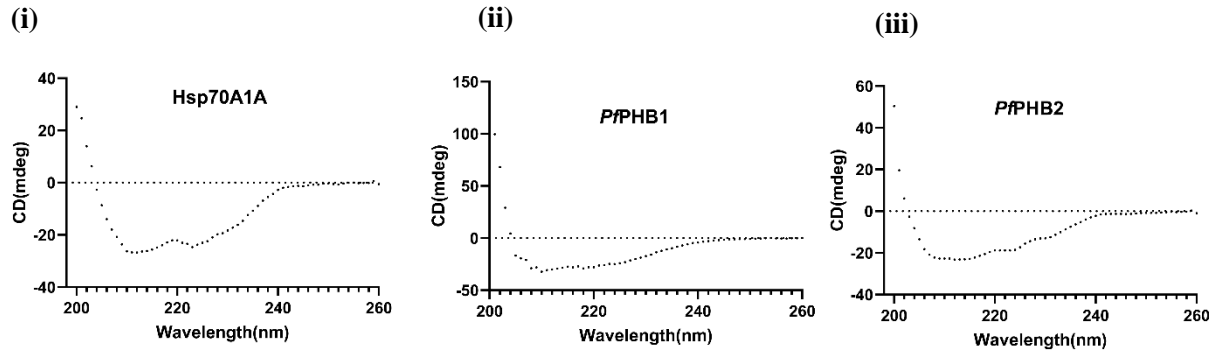 (i)
Hsp70A1A
CD(mdeg)
40
20
0
-20
-40
200
220
240
260
Wavelength(nm)
(ii)
PfPHB1
CD(mdeg)
150
100
50
0
-50
200
220
240
260
Wavelength(nm)
(iii)
PfPHB2
CD(mdeg)
60
40
20
0
-20
-40
200
220
240
260
Wavelength(nm)